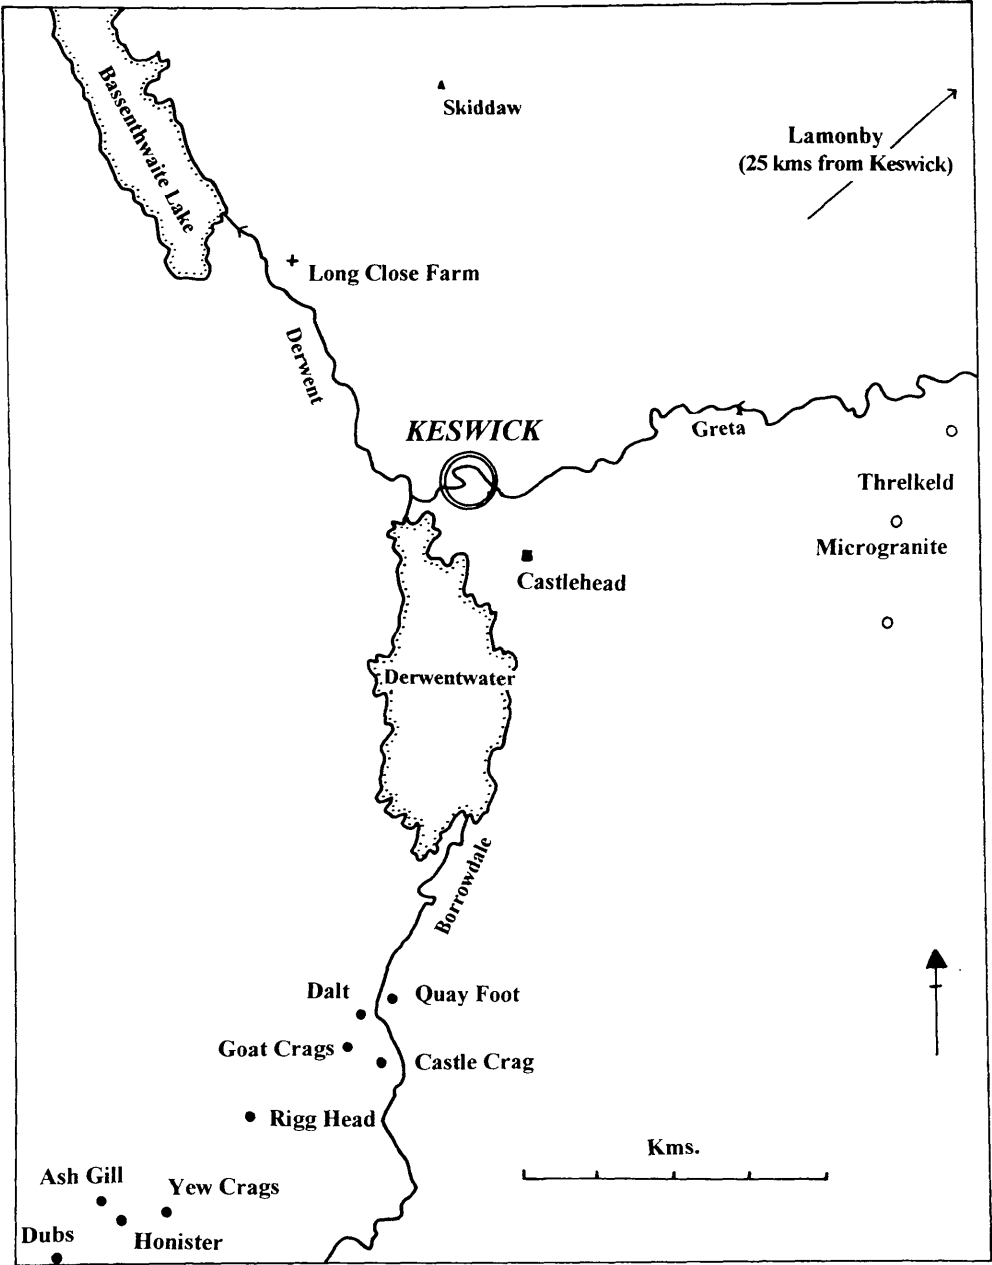 Skiddaw
Bassenthwaite Lake
Lamonby
(25 kms from Keswick)
Long Close Farm
Derwent
KESWICK
Greta
Threlkeld
Microgranite
Castlehead
Derwentwater
Borrowdale
Dalt
Quay Foot
Goat Crags
Castle Crag
Rigg Head
Kms.
Ash Gill
Yew Crags
Dubs
Honister